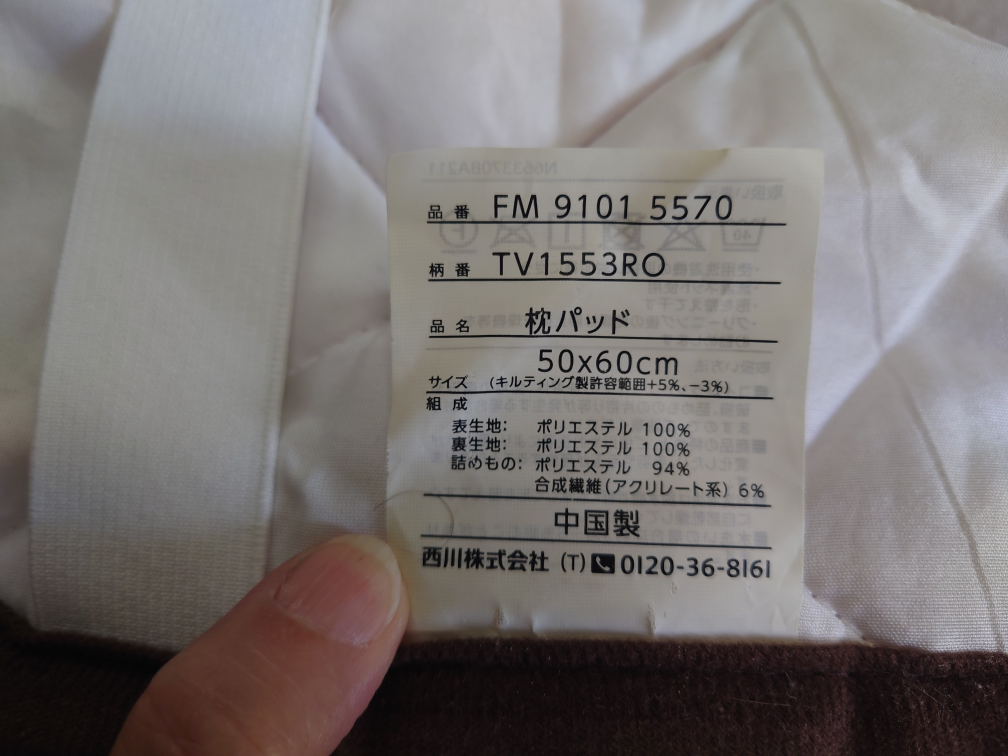 品番 FM 9101 5570
柄番 TV1553RO
品名 枕パッド
50x60cm
サイズ (キルティング製許容範囲+5%、-3%)
組成
表生地: ポリエステル 100%
裏生地: ポリエステル 100%
詰めもの: ポリエステル 94%
合成繊維(アクリレート系) 6%
中国製
西川株式会社 (T) 0120-36-8161